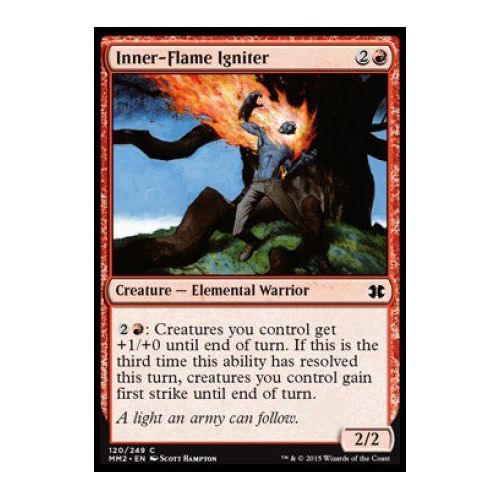 Inner-Flame Igniter 2
Creature — Elemental Warrior
2 : Creatures you control get
+1/+0 until end of turn. If this is the
third time this ability has resolved
this turn, creatures you control gain
first strike until end of turn.
A light an army can follow.
2/2
120/249 C
MM2 • EN Scott Hampton
™ & © 2015 Wizards of the Coast